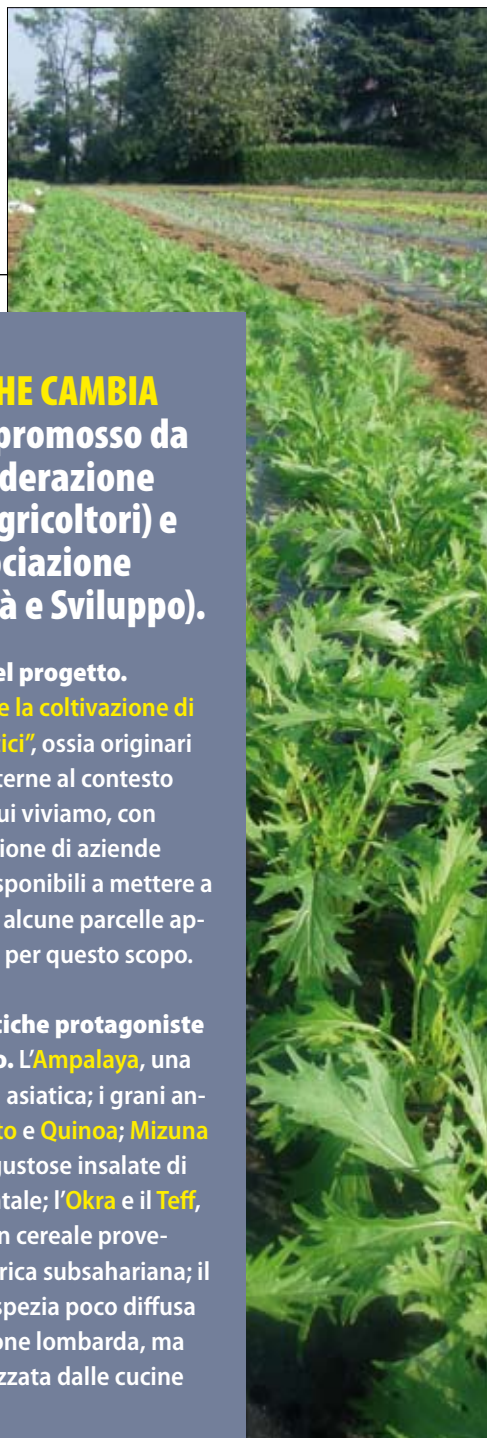 HE CAMBIA
promosso da
derazione
gricoltori) e
ociazione
à e Sviluppo).
el progetto.
e la coltivazione di
ici”, ossia originari
terne al contesto
ui viviamo, con
ione di aziende
sponibili a mettere a
alcune parcelle ap-
per questo scopo.
tiche protagoniste
o. L’Ampalaya, una
asiatica; i grani an-
to e Quinoa; Mizuna
gustose insalate di
tale; l’Okra e il Teff,
n cereale prove-
rica subsahariana; il
spezia poco diffusa
one lombarda, ma
zzata dalle cucine